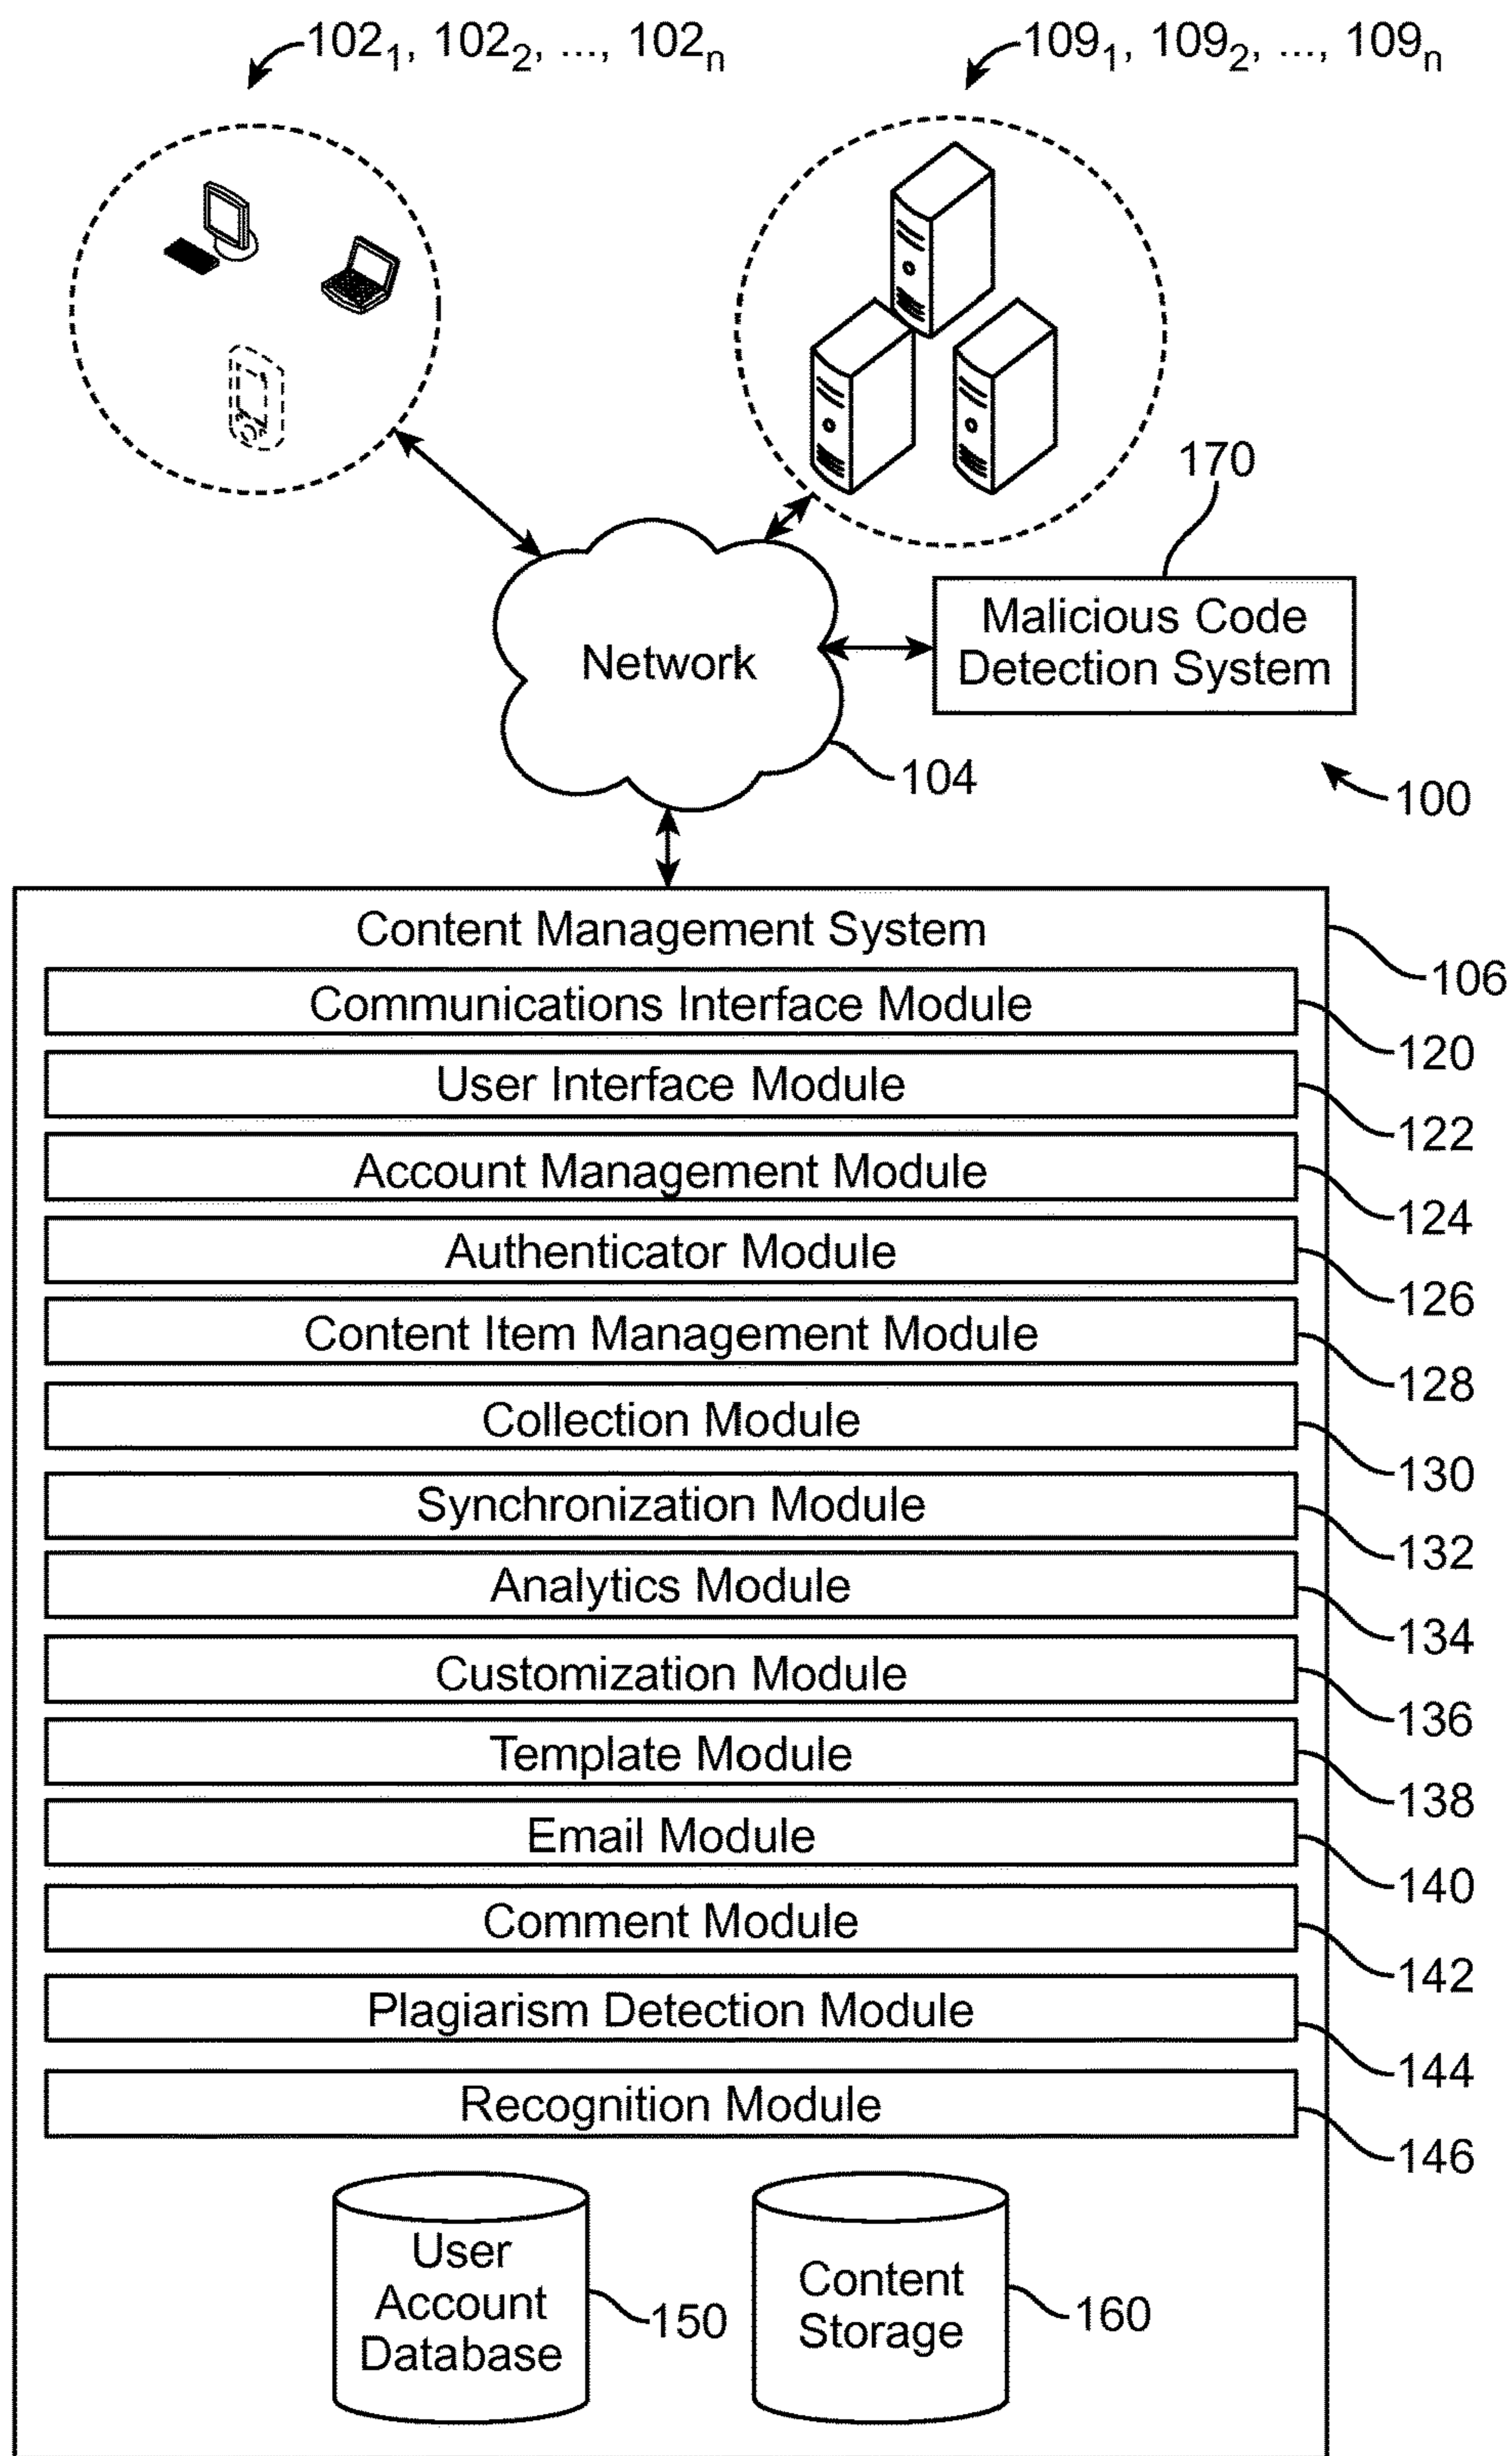 102₁, 102₂, ..., 102ₙ
109₁, 109₂, ..., 109ₙ
170
Malicious Code
Detection System
Network
104
100
Content Management System
106
Communications Interface Module
120
User Interface Module
122
Account Management Module
124
Authenticator Module
126
Content Item Management Module
128
Collection Module
130
Synchronization Module
132
Analytics Module
134
Customization Module
136
Template Module
138
Email Module
140
Comment Module
142
Plagiarism Detection Module
144
Recognition Module
146
User
Account
Database
150
Content
Storage
160